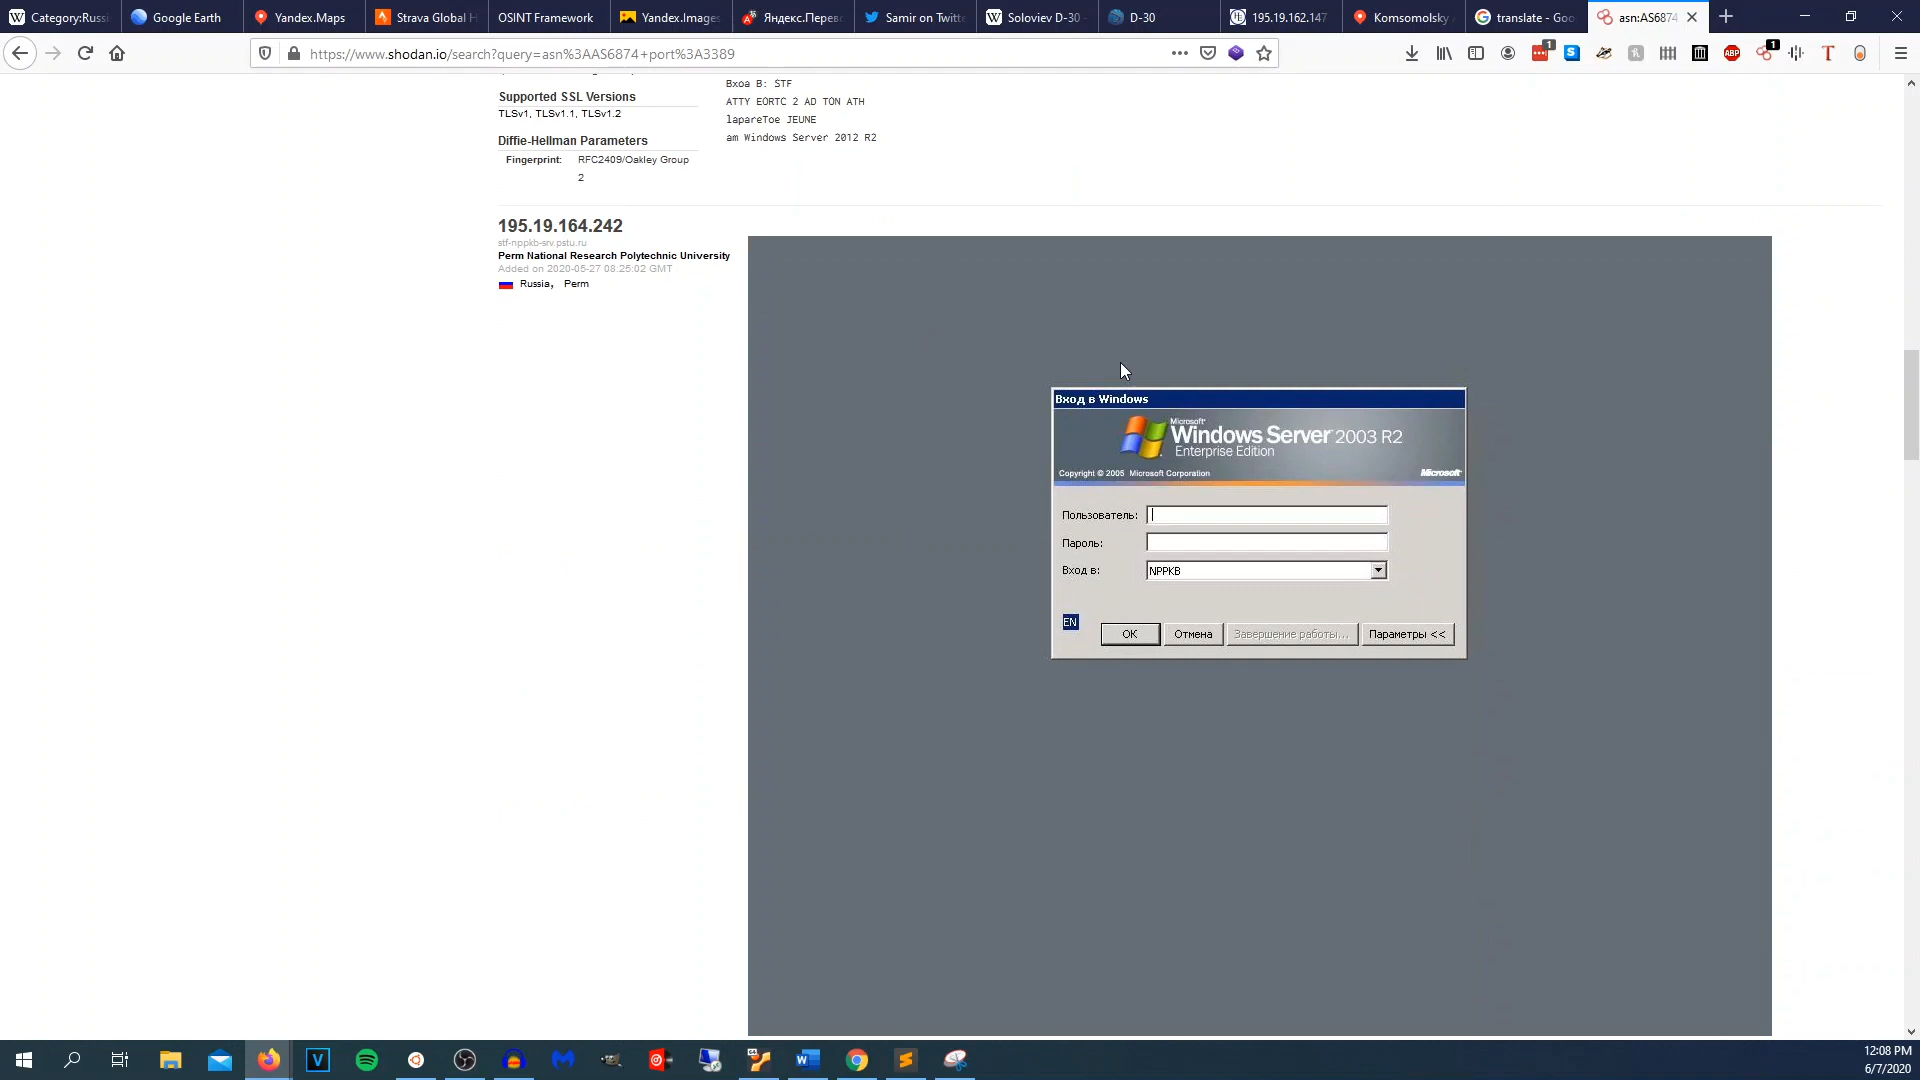 Category:Russi
Google Earth
Yandex.Maps
Strava Global H
OSINT Framework
Yandex.Images
Яндекс.Перев
Samir on Twitte
Soloviev D-30 -
D-30
195.19.162.147
Komsomolsky
translate - Goo
asn:AS6874
https://www.shodan.io/search?query=asn%3AAS6874+port%3A3389
Supported SSL Versions
TLSv1, TLSv1.1, TLSv1.2
Diffie-Hellman Parameters
Fingerprint: RFC2409/Oakley Group
2
Bxoa B: STF
ATTY EORTC 2 AD TON ATH
lapareToe JEUNE
am Windows Server 2012 R2
195.19.164.242
stf-nppkb-srv.pstu.ru
Perm National Research Polytechnic University
Added on 2020-05-27 08:25:02 GMT
Russia, Perm
Вход в Windows
Microsoft
Windows Server 2003 R2
Enterprise Edition
Copyright © 2005 Microsoft Corporation
Microsoft
Пользователь:
Пароль:
Вход в: NPPKB
EN
OK
Отмена
Завершение работы...
Параметры <<
12:08 PM
6/7/2020